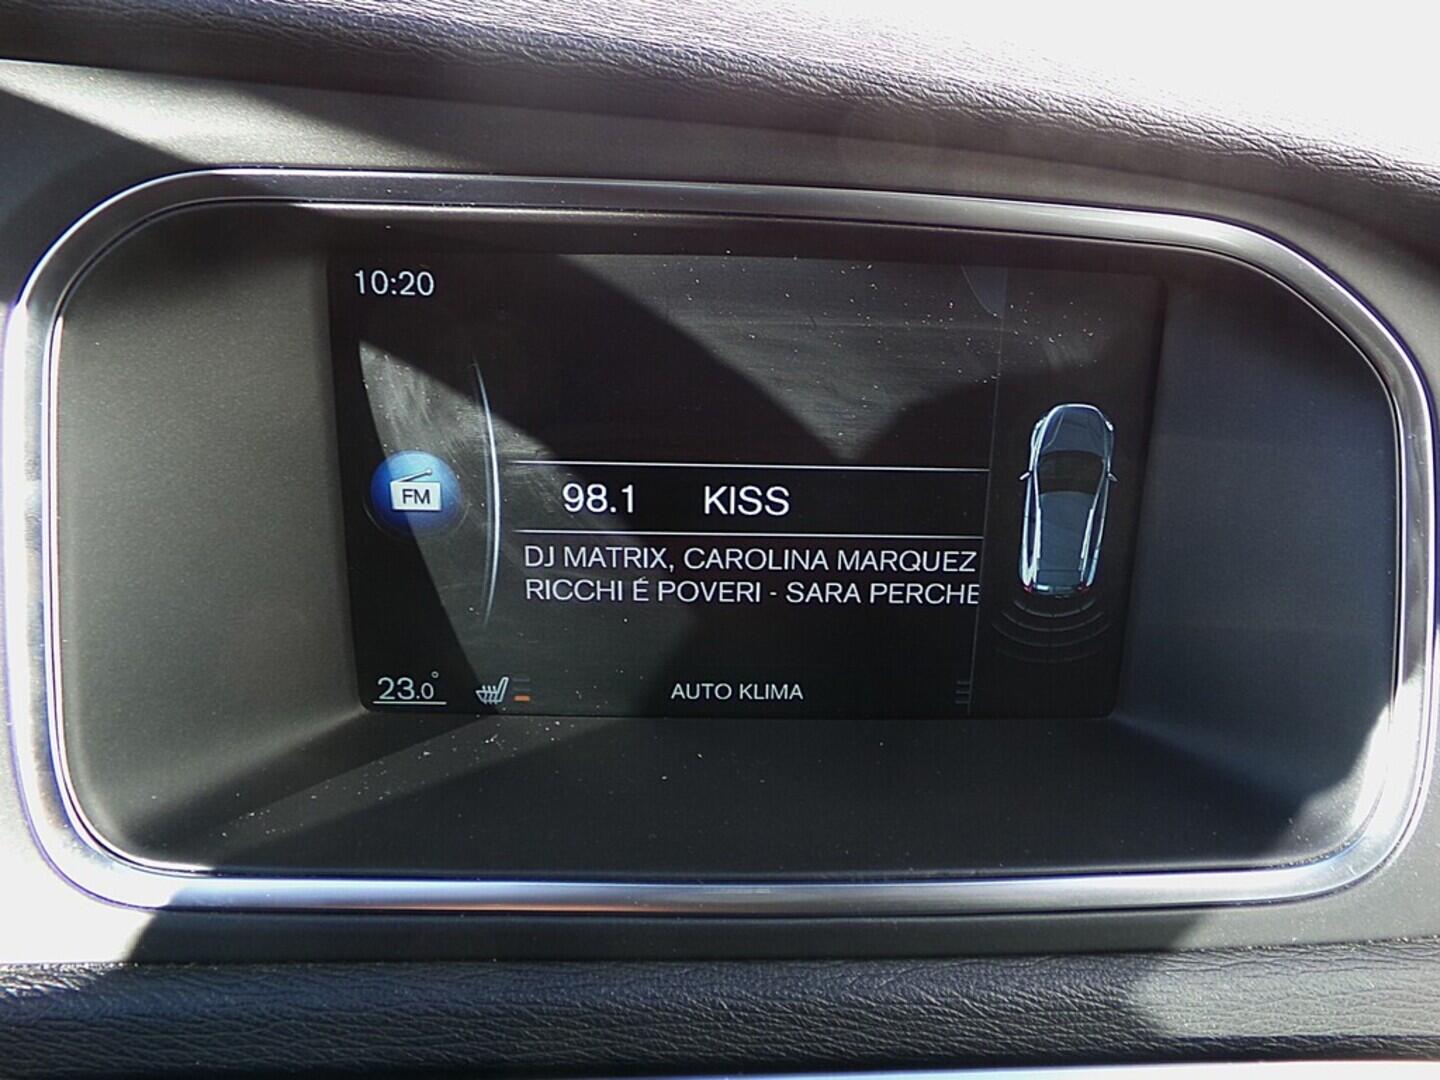 10:20
FM
98.1 KISS
DJ MATRIX, CAROLINA MARQUEZ
RICCHI É POVERI - SARA PERCHE
23.0°
AUTO KLIMA